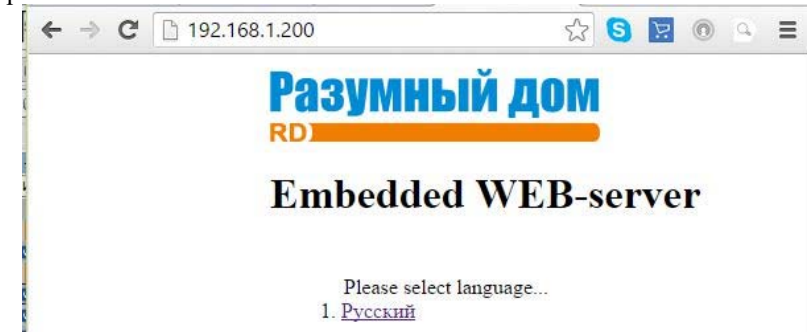 192.168.1.200
Разумный дом
RD
Embedded WEB-server
Please select language...
1. Русский